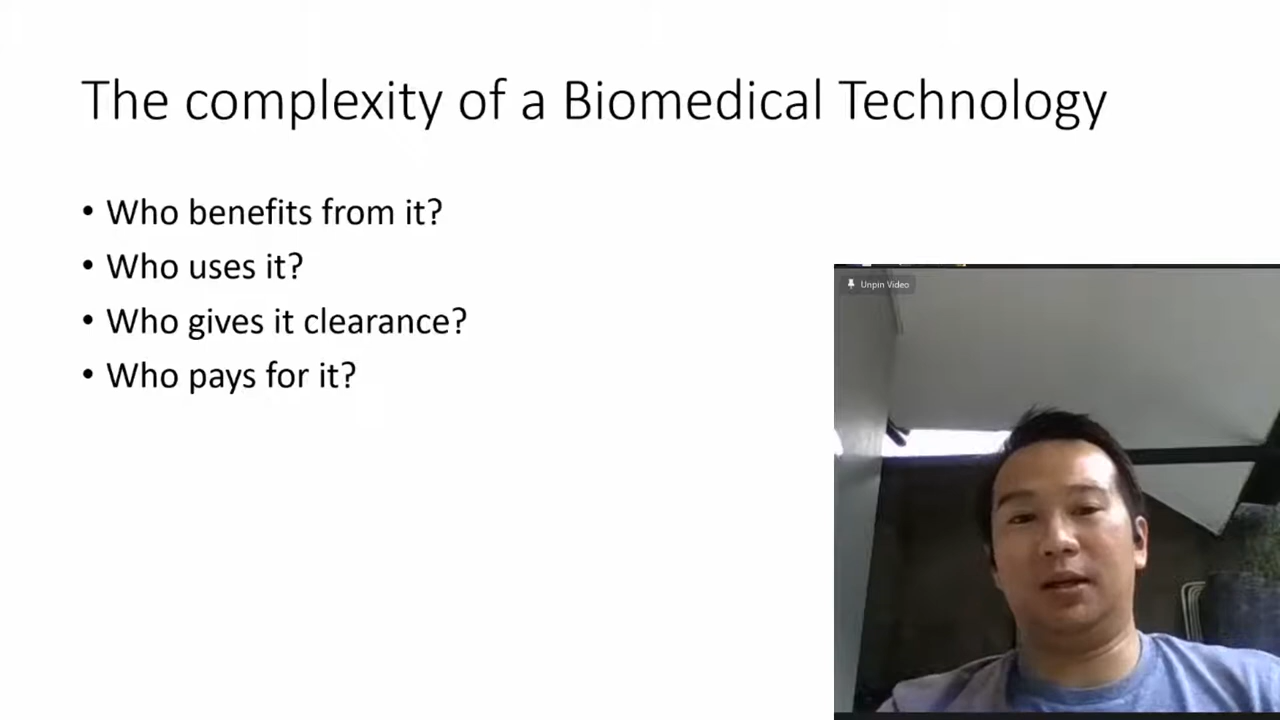 The complexity of a Biomedical Technology
• Who benefits from it?
• Who uses it?
• Who gives it clearance?
• Who pays for it?
Unpin Video